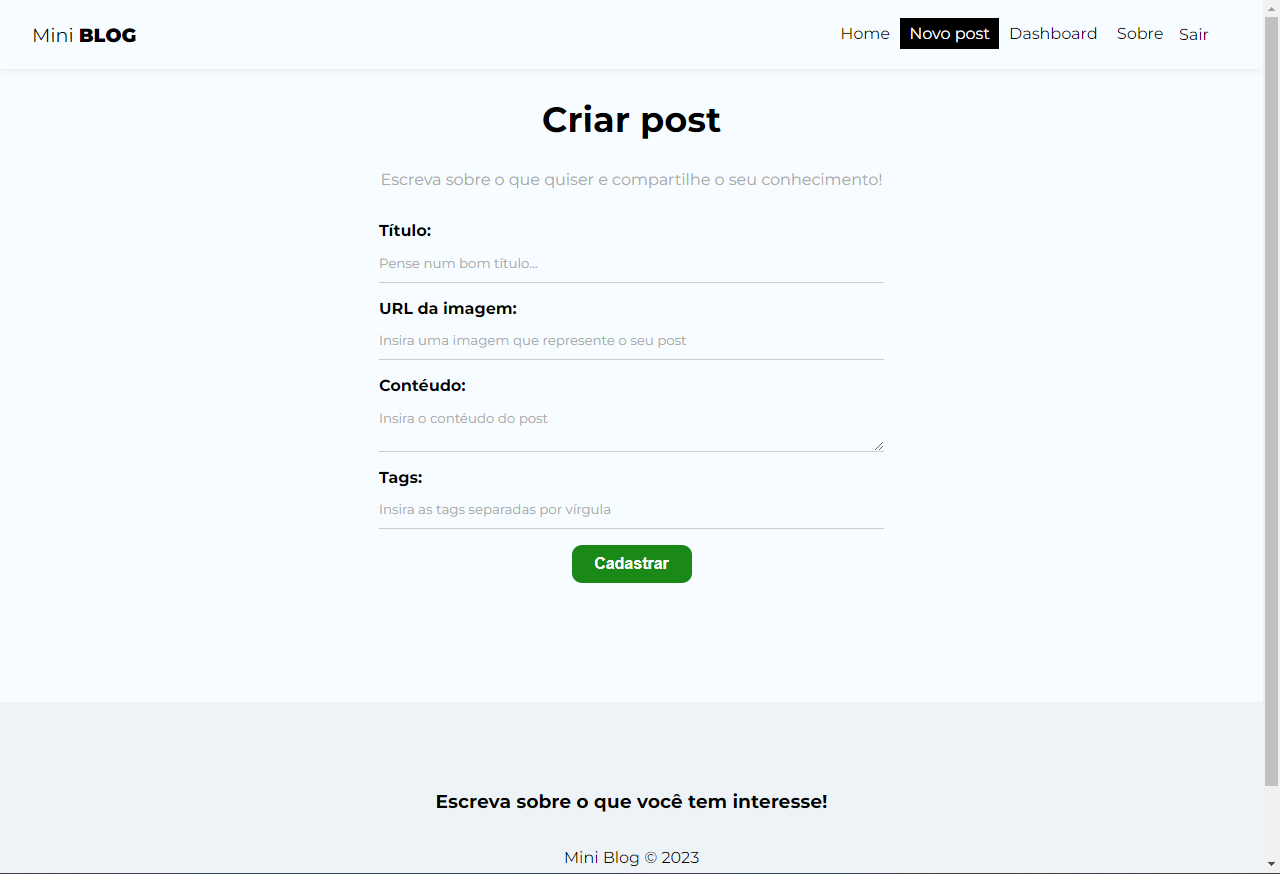 Mini BLOG
Home Novo post Dashboard Sobre Sair
Criar post
Escreva sobre o que quiser e compartilhe o seu conhecimento!
Título:
Pense num bom título...
URL da imagem:
Insira uma imagem que represente o seu post
Contéudo:
Insira o contéudo do post
Tags:
Insira as tags separadas por vírgula
Cadastrar
Escreva sobre o que você tem interesse!
Mini Blog © 2023